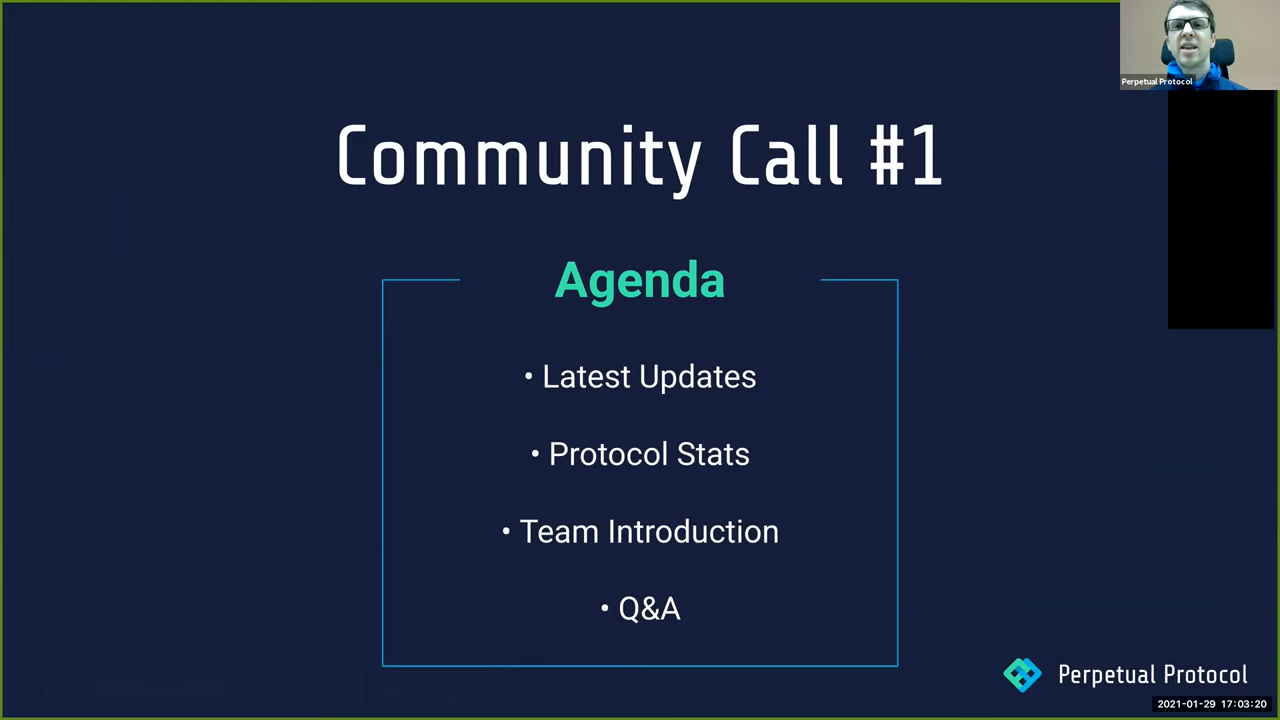 Perpetual Protocol
Community Call #1
Agenda
• Latest Updates
• Protocol Stats
• Team Introduction
• Q&A
Perpetual Protocol
2021-01-29 17:03:20